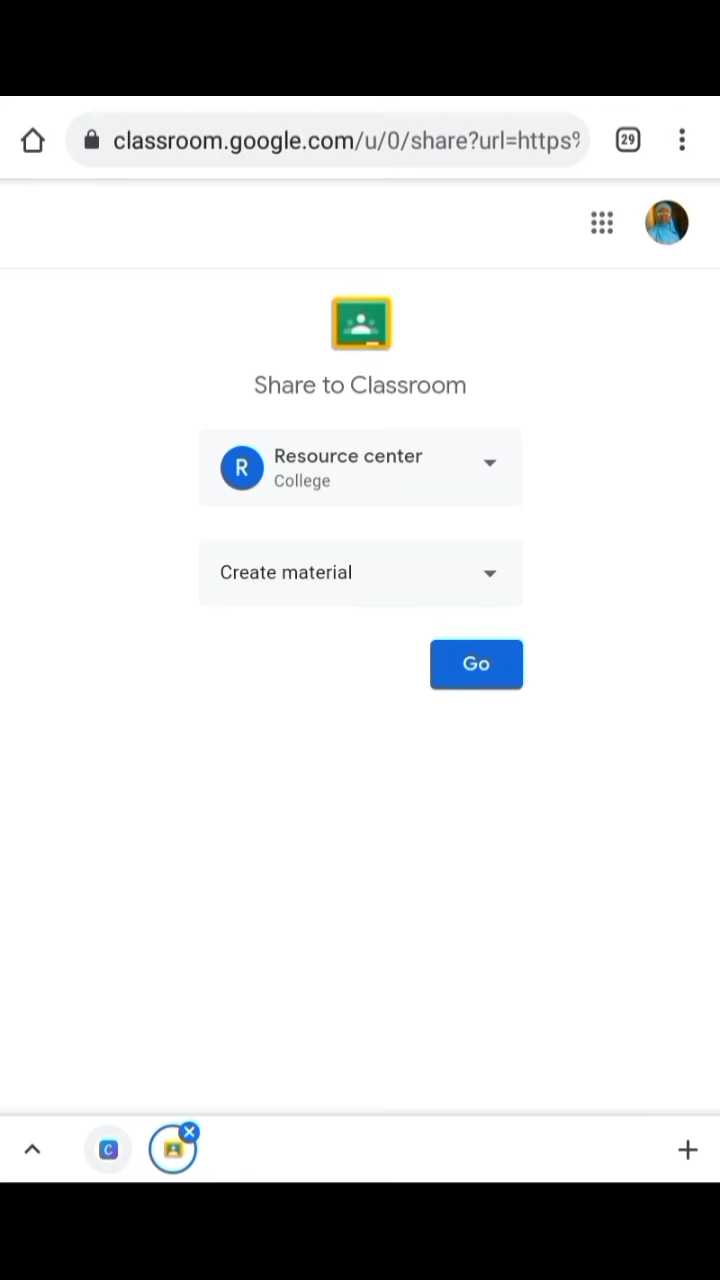 classroom.google.com/u/0/share?url=https%
29
Share to Classroom
R
Resource center
College
Create material
Go
C